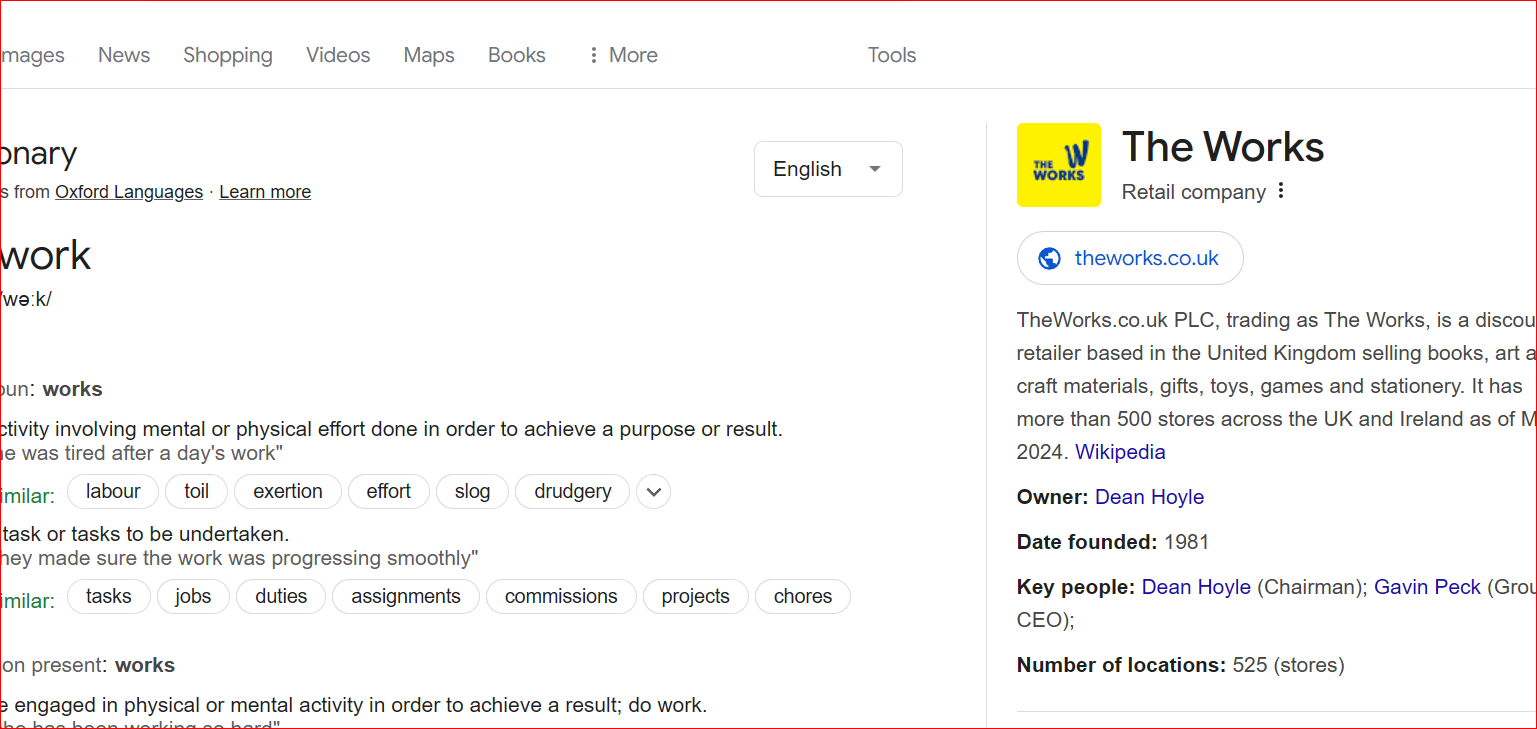 mages News Shopping Videos Maps Books More Tools
onary
s from Oxford Languages · Learn more
English
work
/wəːk/
oun: works
ctivity involving mental or physical effort done in order to achieve a purpose or result.
e was tired after a day's work"
imilar: labour toil exertion effort slog drudgery
task or tasks to be undertaken.
hey made sure the work was progressing smoothly"
imilar: tasks jobs duties assignments commissions projects chores
on present: works
e engaged in physical or mental activity in order to achieve a result; do work.
he has been working so hard"
THE
W
WORKS
The Works
Retail company
theworks.co.uk
TheWorks.co.uk PLC, trading as The Works, is a discou
retailer based in the United Kingdom selling books, art a
craft materials, gifts, toys, games and stationery. It has
more than 500 stores across the UK and Ireland as of M
2024. Wikipedia
Owner: Dean Hoyle
Date founded: 1981
Key people: Dean Hoyle (Chairman); Gavin Peck (Grou
CEO);
Number of locations: 525 (stores)